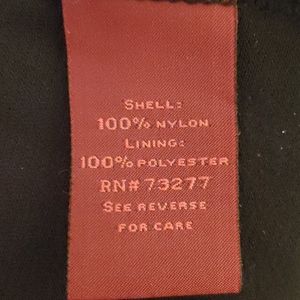 SHELL:
100% NYLON
LINING:
100% POLYESTER
RN# 73277
SEE REVERSE
FOR CARE